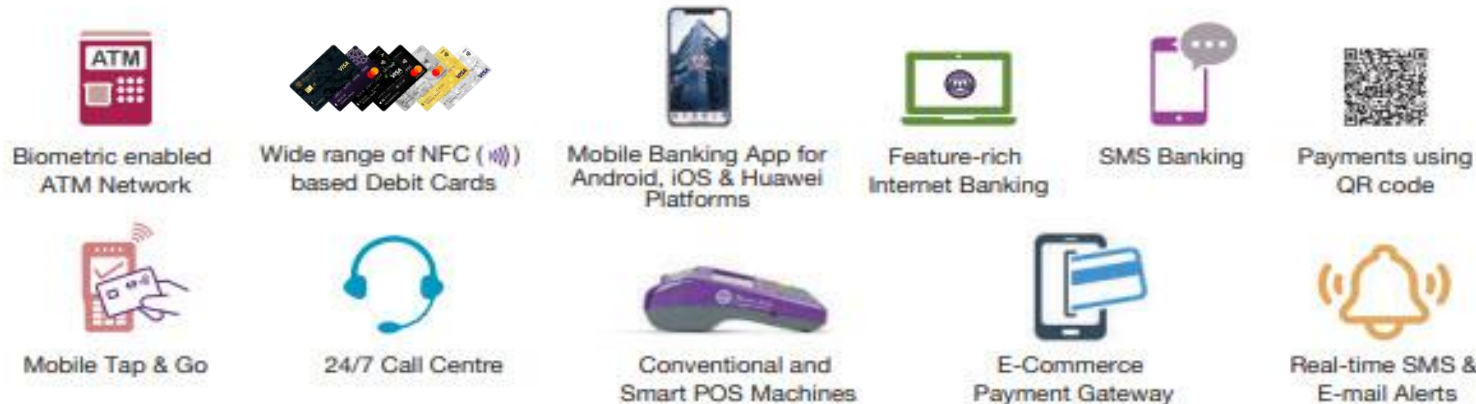 ATM
Biometric enabled
ATM Network
VISA
VISA
Wide range of NFC ( )
based Debit Cards
Mobile Banking App for
Android, iOS & Huawei
Platforms
Feature-rich
Internet Banking
SMS Banking
Payments using
QR code
Mobile Tap & Go
24/7 Call Centre
Conventional and
Smart POS Machines
E-Commerce
Payment Gateway
Real-time SMS &
E-mail Alerts